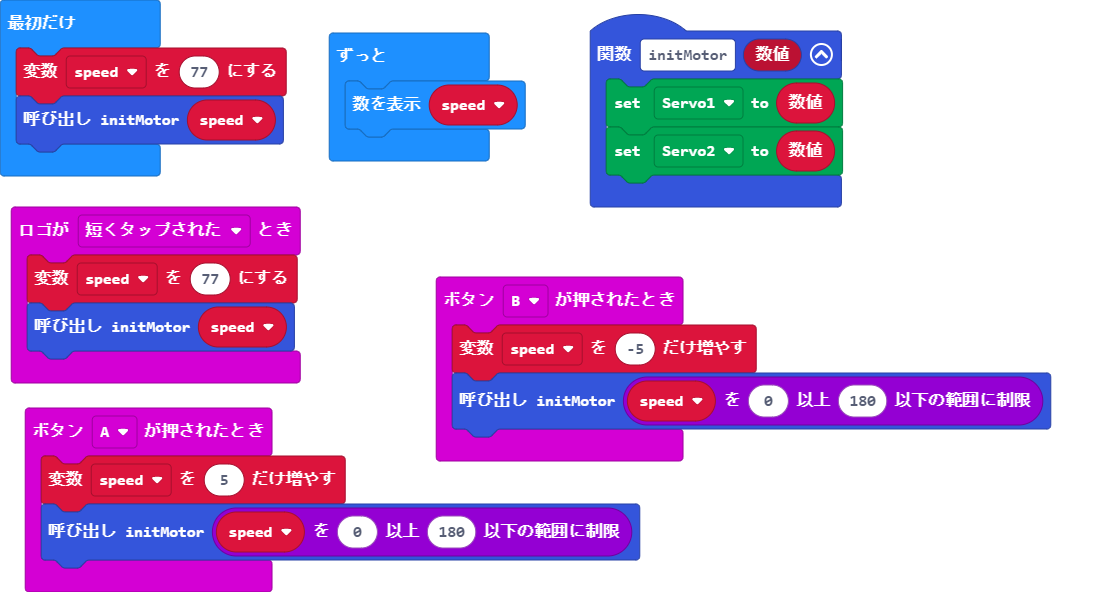 最初だけ
変数 speed を 77 にする
呼び出し initMotor speed
ずっと
数を表示 speed
関数 initMotor 数値
set Servo1 to 数値
set Servo2 to 数値
ロゴが 短くタップされた とき
変数 speed を 77 にする
呼び出し initMotor speed
ボタン B が押されたとき
変数 speed を -5 だけ増やす
呼び出し initMotor speed を 0 以上 180 以下の範囲に制限
ボタン A が押されたとき
変数 speed を 5 だけ増やす
呼び出し initMotor speed を 0 以上 180 以下の範囲に制限